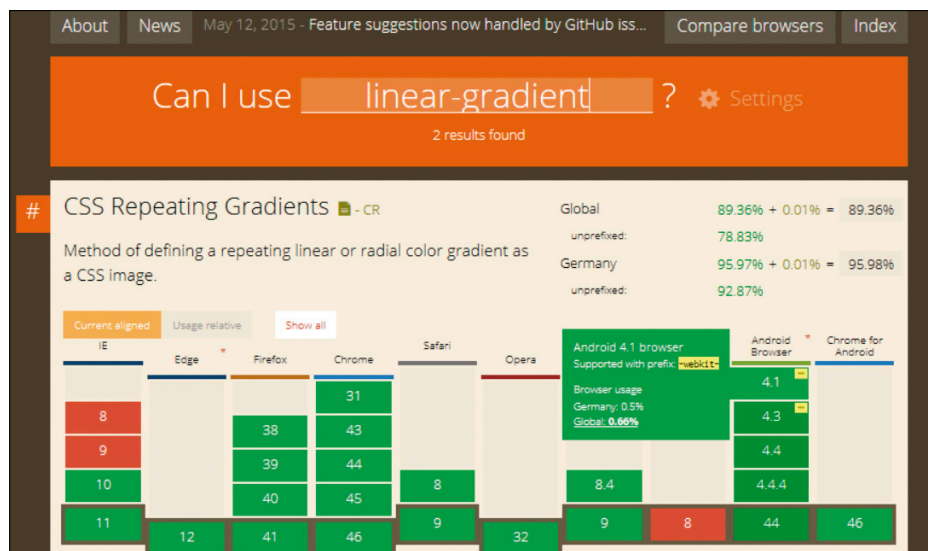 About News May 12, 2015 - Feature suggestions now handled by GitHub iss... Compare browsers Index
Can I use linear-gradient ? Settings
2 results found
# CSS Repeating Gradients - CR
Method of defining a repeating linear or radial color gradient as
a CSS image.
Global 89.36% + 0.01% = 89.36%
unprefixed: 78.83%
Germany 95.97% + 0.01% = 95.98%
unprefixed: 92.87%
Current aligned Usage relative Show all
IE Edge * Firefox Chrome Safari Opera Android Browser * Chrome for Android
Android 4.1 browser
Supported with prefix: -webkit-
Browser usage
Germany: 0.5%
Global: 0.66%
31 4.1 -
8 38 43 4.3 -
9 39 44 4.4
10 40 45 8 8.4 4.4.4
11 12 41 46 9 32 9 8 44 46